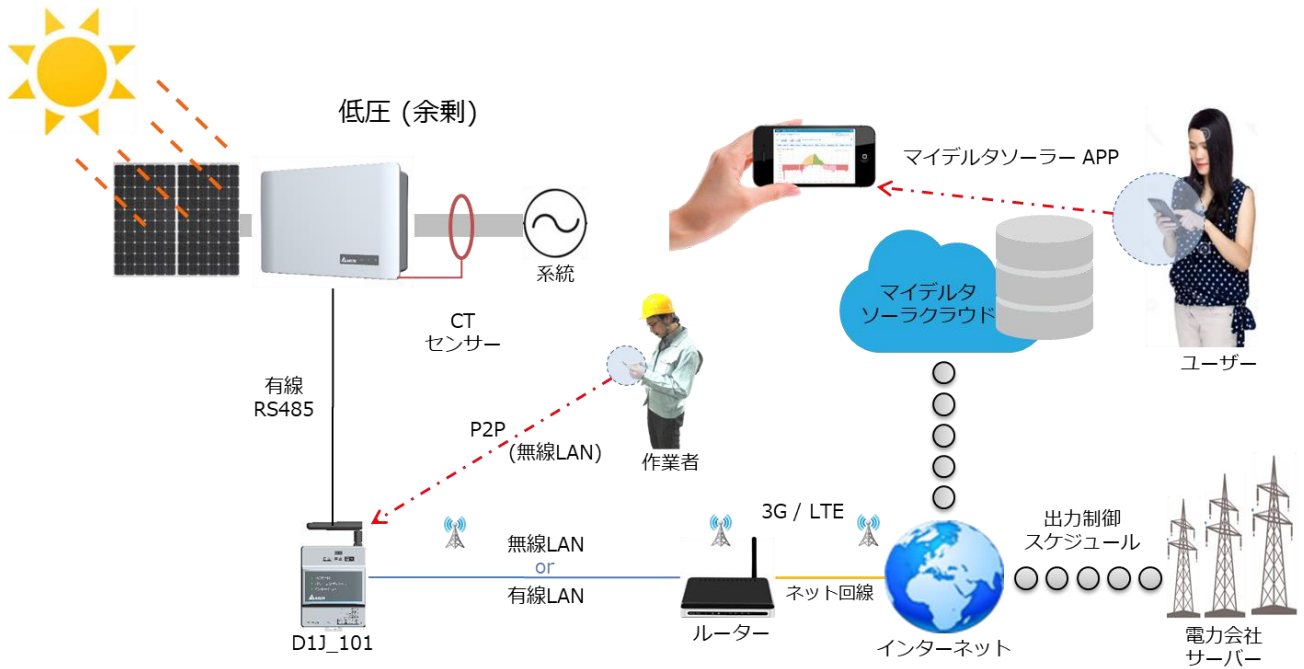 低圧 (余剰)
マイデルタソーラー APP
系統
マイデルタ
ソーラクラウド
CT
センサー
ユーザー
有線
RS485
P2P
(無線LAN)
作業者
3G / LTE
出力制御
スケジュール
無線LAN
or
有線LAN
ネット回線
D1J_101
ルーター
インターネット
電力会社
サーバー